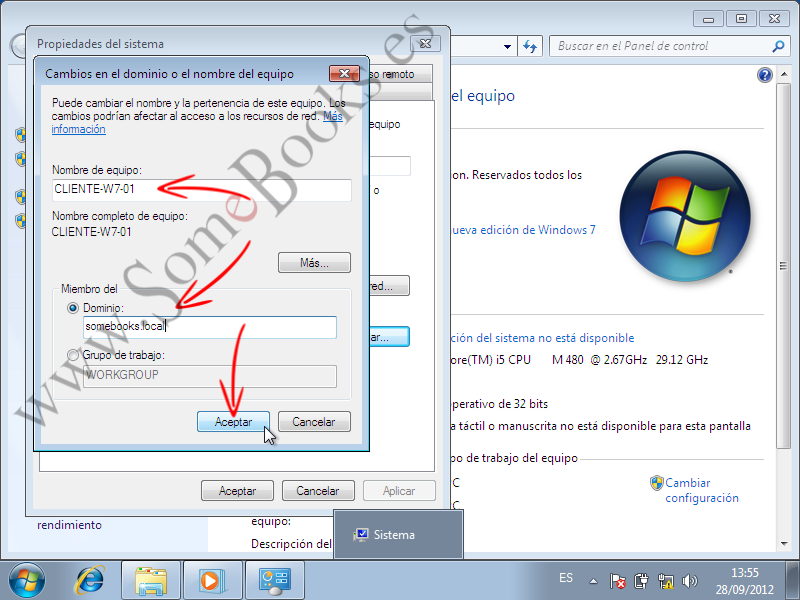 Buscar en el Panel de control
Propiedades del sistema
so remoto
Cambios en el dominio o el nombre del equipo
Puede cambiar el nombre y la pertenencia de este equipo. Los
cambios podrían afectar al acceso a los recursos de red. Más
información
Nombre de equipo:
CLIENTE-W7-01
Nombre completo de equipo:
CLIENTE-W7-01
Más...
Miembro del
Dominio:
somebooks.local
Grupo de trabajo:
WORKGROUP
Aceptar
Cancelar
equipo
o
red...
ar...
Aceptar
Cancelar
Aplicar
el equipo
on. Reservados todos los
nueva edición de Windows 7
ción del sistema no está disponible
ore(TM) i5 CPU M 480 @ 2.67GHz 29.12 GHz
perativo de 32 bits
a táctil o manuscrita no está disponible para esta pantalla
po de trabajo del equipo
C
C
Cambiar
configuración
rendimiento
equipo:
Descripción del
Sistema
ES
13:55
28/09/2012
www.SomeBooks.es